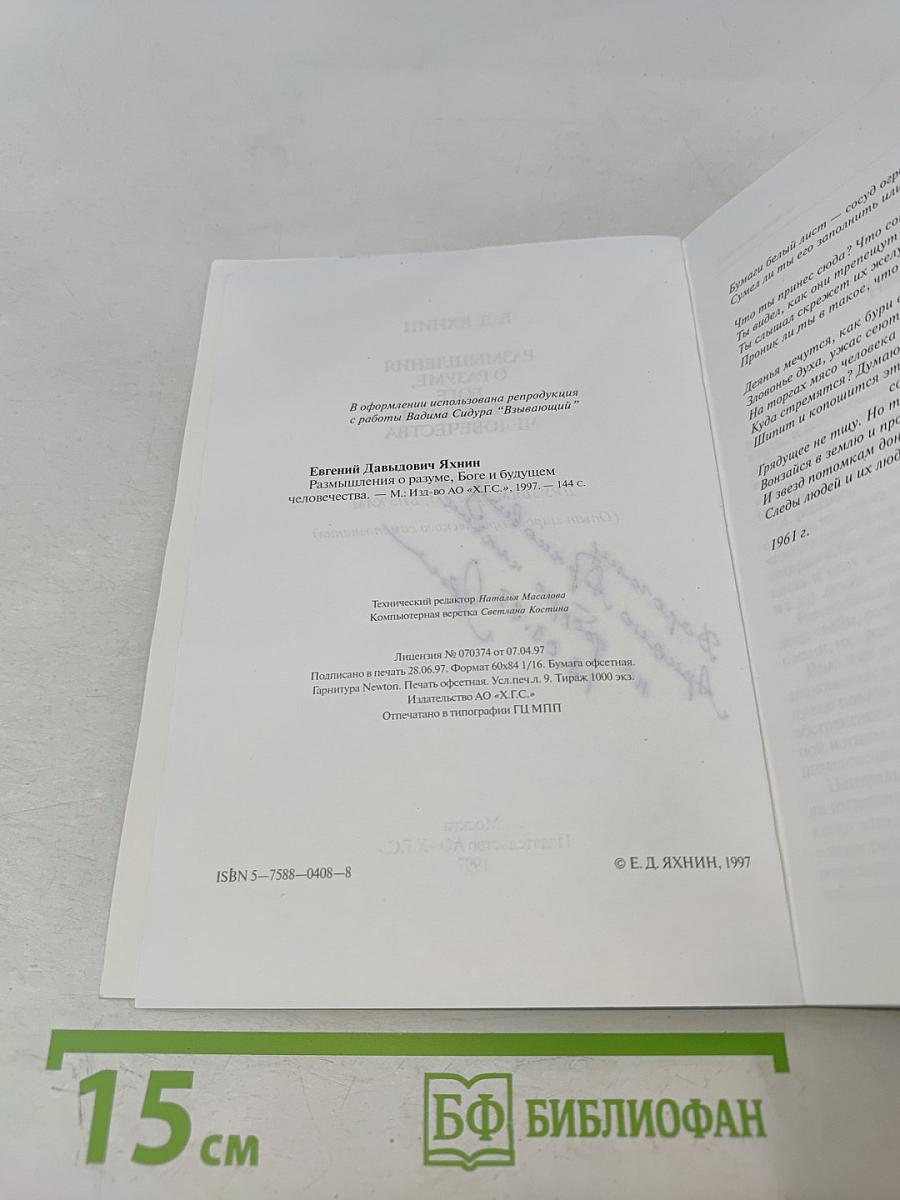 В оформлении использована репродукция
с работы Вадима Сидура "Взывающий"
Евгений Давыдович Яхнин
Размышления о разуме, Боге и будущем
человечества. — М.: Изд-во АО «Х.Г.С.», 1997. — 144 с.
Технический редактор Наталья Масалова
Компьютерная верстка Светлана Костина
Лицензия № 070374 от 07.04.97
Подписано в печать 28.06.97. Формат 60x84 1/16. Бумага офсетная.
Гарнитура Newton. Печать офсетная. Усл.печ.л. 9. Тираж 1000 экз.
Издательство АО «Х.Г.С.»
Отпечатано в типографии ГЦ МПП
ISBN 5—7588—0408—8
© Е. Д. ЯХНИН, 1997
Бумаги белый лист — сосуд
Сумел ли ты его заполнить или
Что ты принес сюда? Что
Ты видел, как они трепещут
Ты слышал скрежет их
Проник ли ты в такое, что
Деянья мечутся, как бури
Зловонье духа, ужас сеют
На торгах мясо человека
Куда стремятся?
Шипит и копошится
Грядущее не тщу. Но
Вонзайся в землю и
И звезд потомкам
Следы людей и их
1961 г.
15 см
БФ БИБЛИОФАН